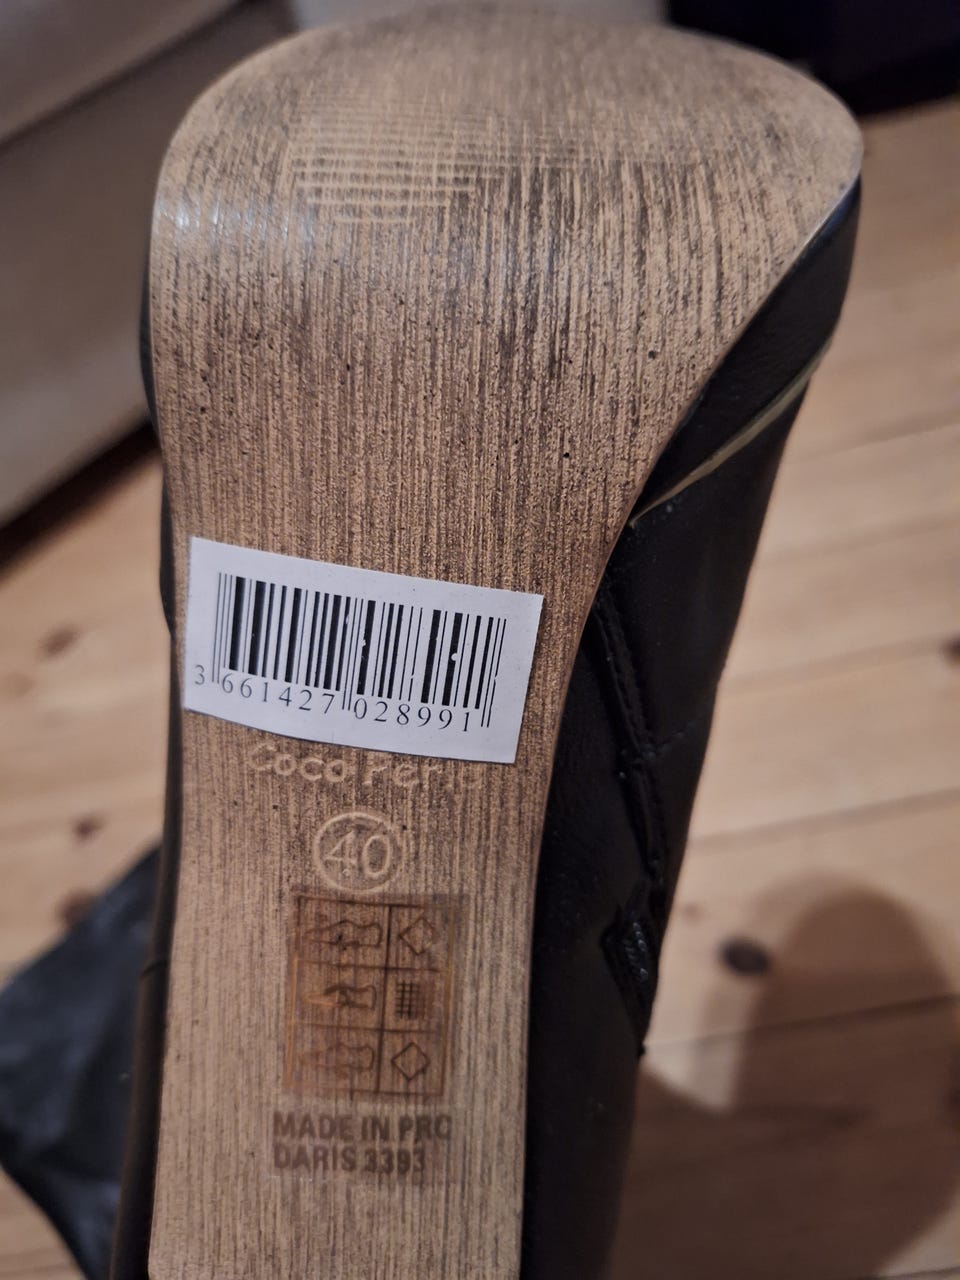 3 661427 028991
Coco Perla
40
MADE IN PRC
DARIS 3393